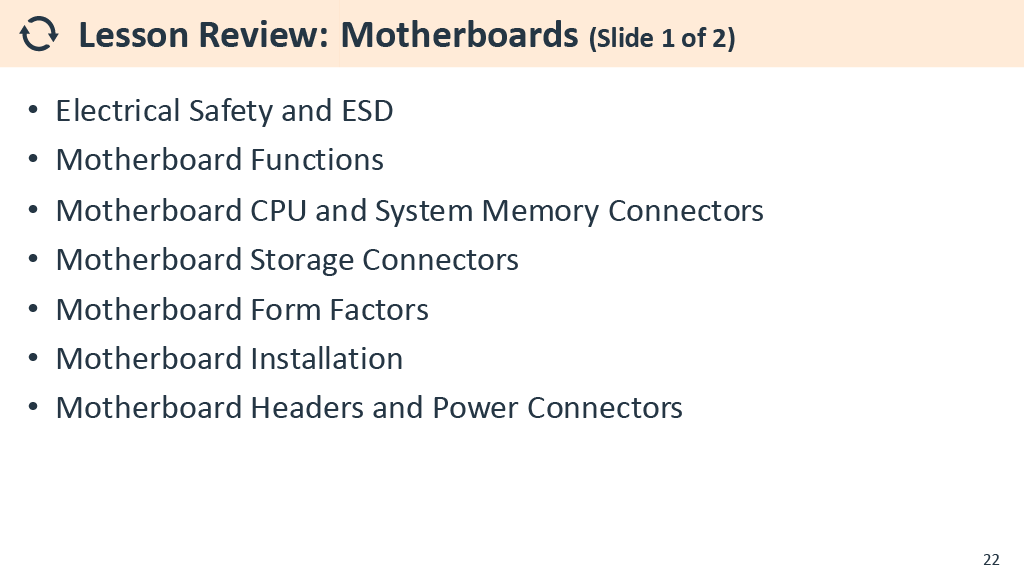 Lesson Review: Motherboards (Slide 1 of 2)
• Electrical Safety and ESD
• Motherboard Functions
• Motherboard CPU and System Memory Connectors
• Motherboard Storage Connectors
• Motherboard Form Factors
• Motherboard Installation
• Motherboard Headers and Power Connectors
22